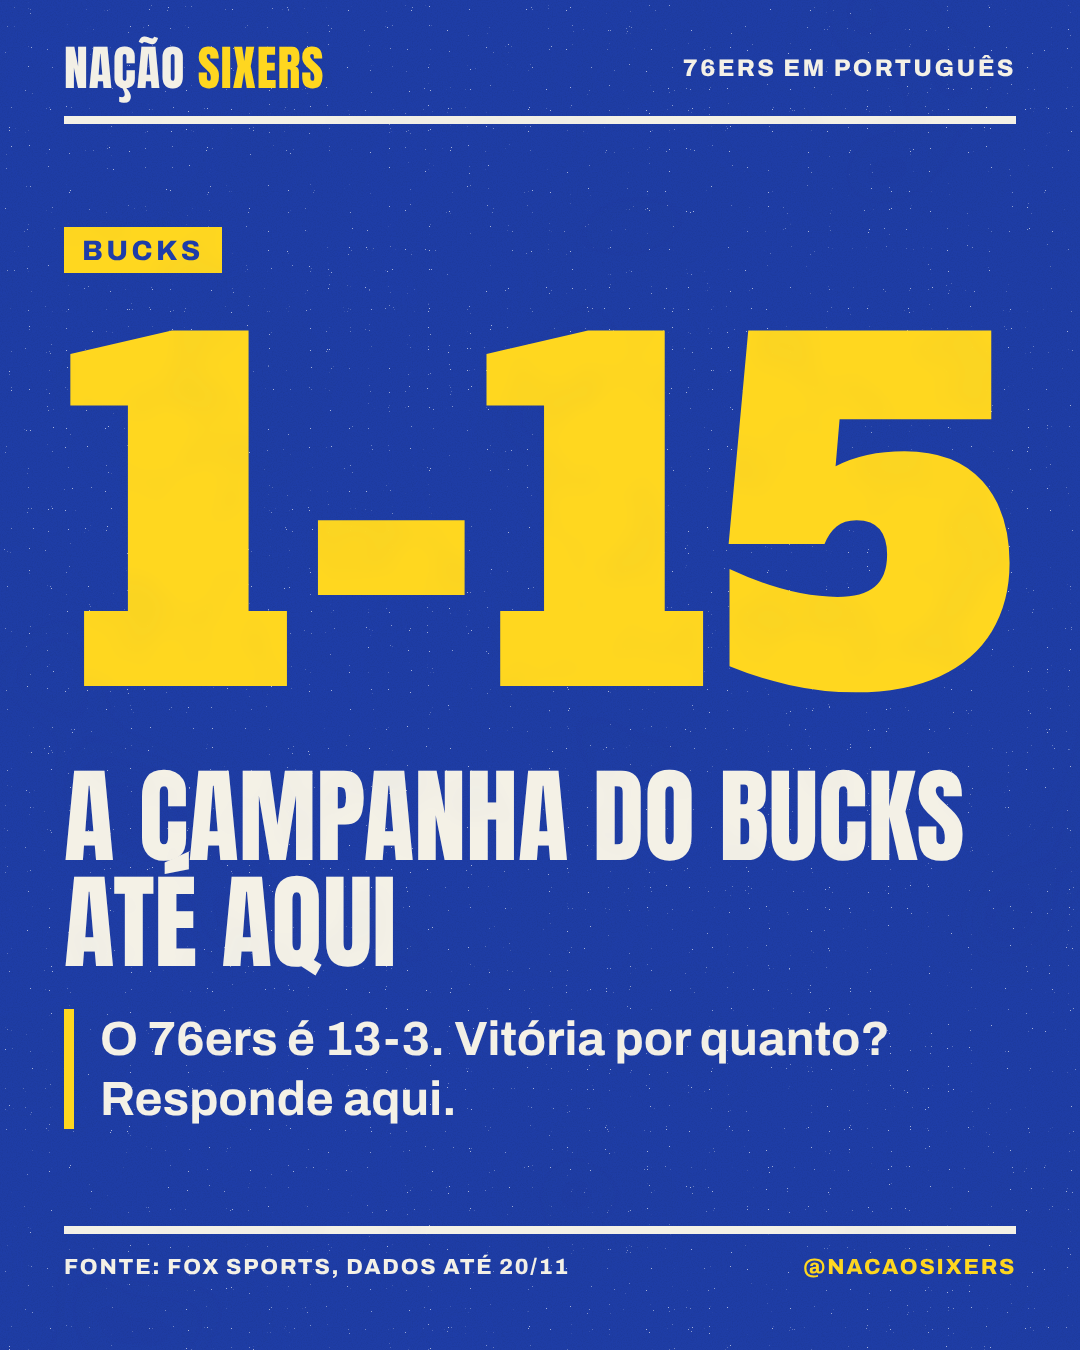 NAÇÃO SIXERS
76ERS EM PORTUGUÊS
BUCKS
1-15
A CAMPANHA DO BUCKS
ATÉ AQUI
O 76ers é 13-3. Vitória por quanto?
Responde aqui.
FONTE: FOX SPORTS, DADOS ATÉ 20/11
@NACAOSIXERS